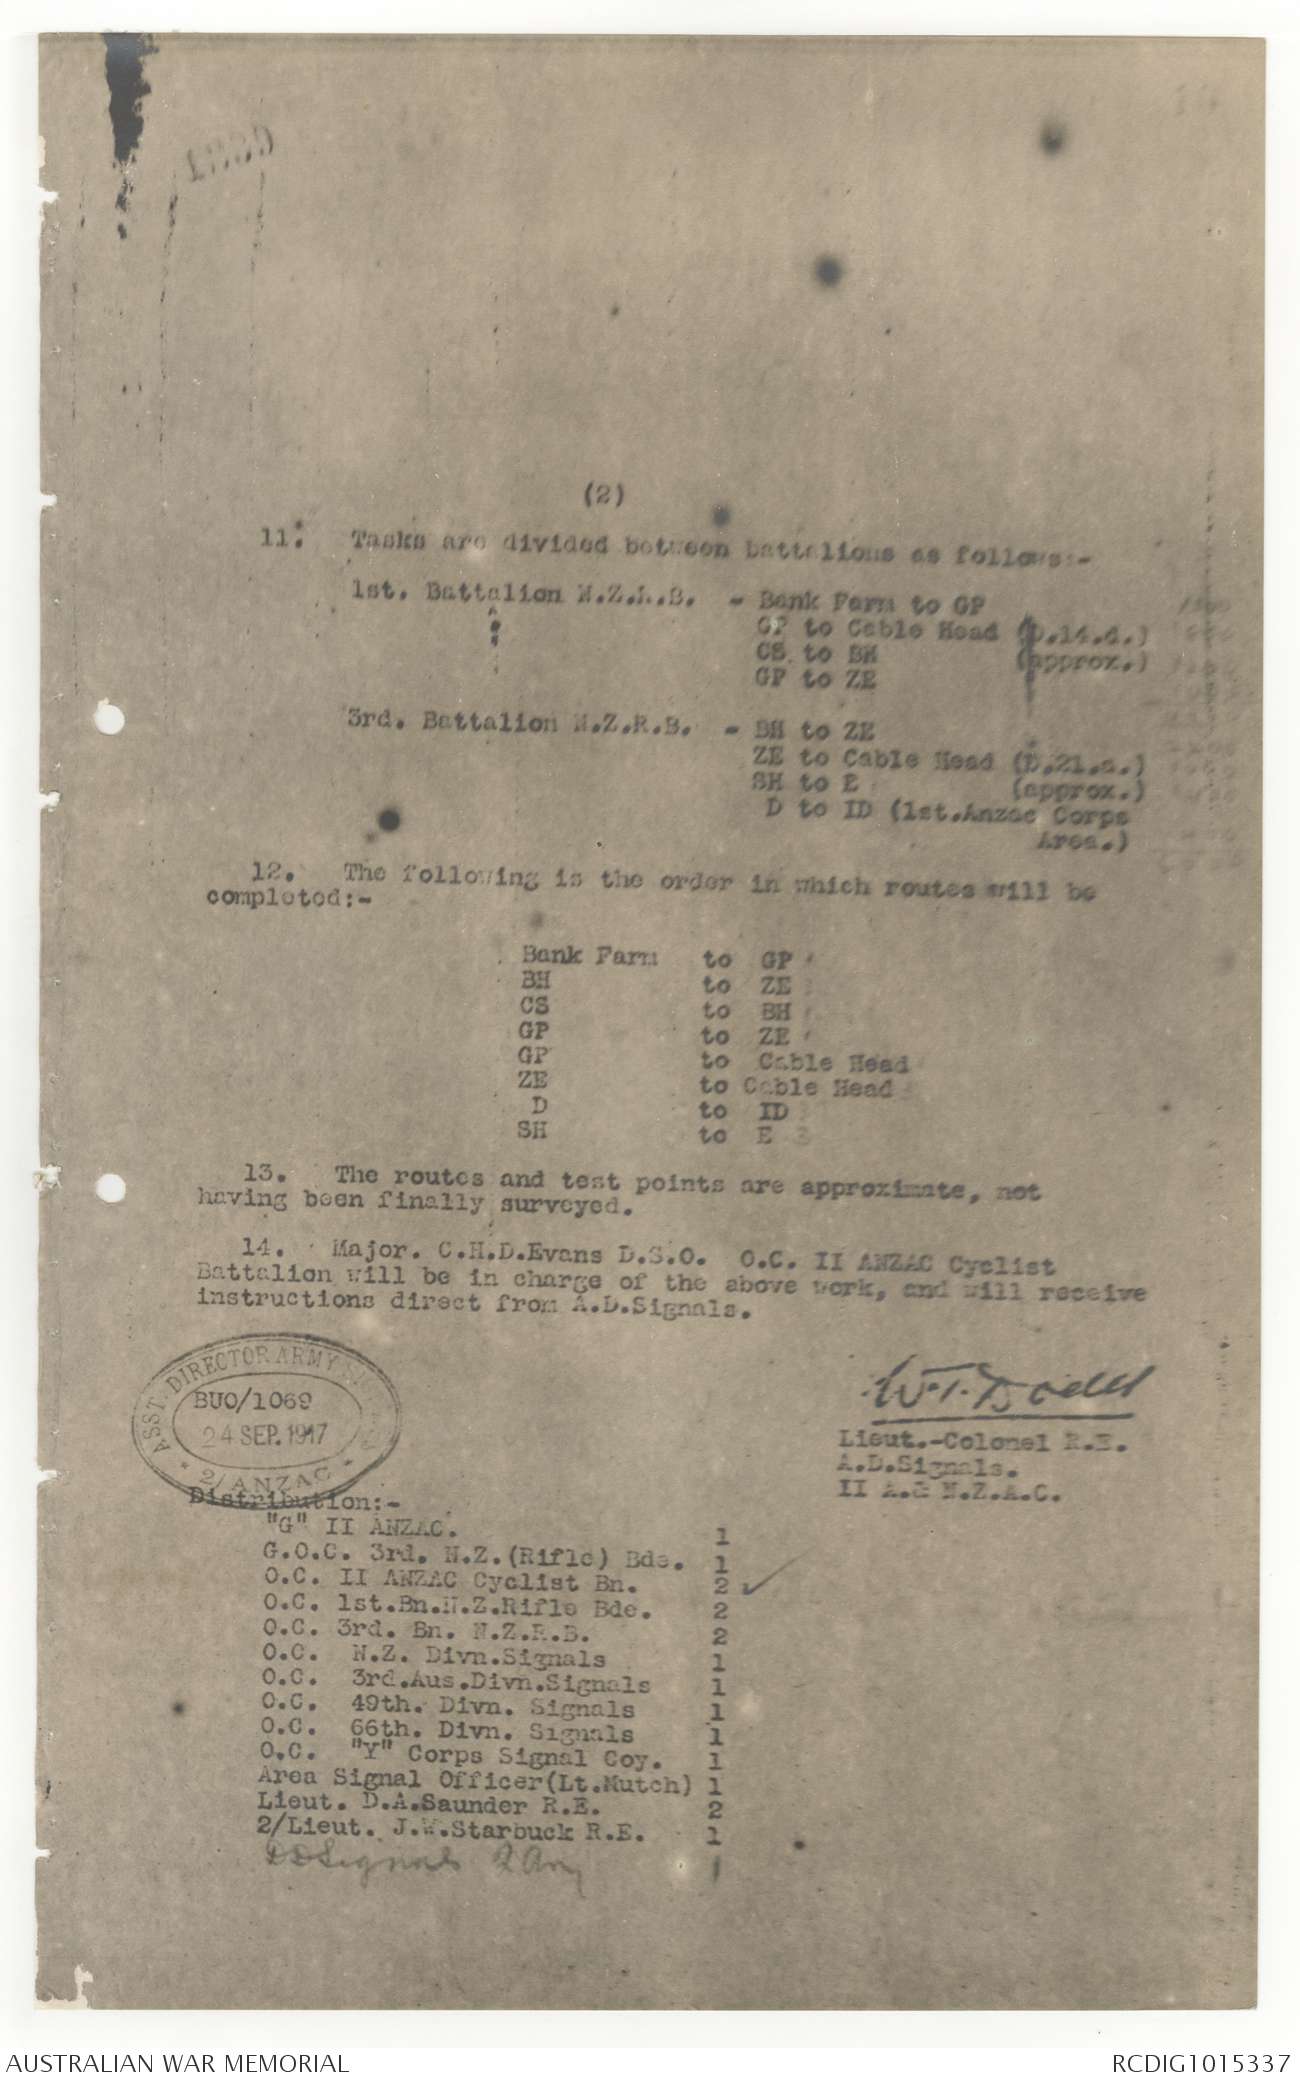 (2)
11. Tasks are divided between battalions as follows:-
1st. Battalion N.Z.R.B. - Bank Farm to GP
GP to Cable Head (D.14.d.)
CS to BH (approx.)
GP to ZE
3rd. Battalion N.Z.R.B. - BH to ZE
ZE to Cable Head (D.21.a.)
SH to E (approx.)
D to ID (1st.Anzac Corps
Area.)
12. The following is the order in which routes will be
completed:-
Bank Farm to GP
BH to ZE
CS to BH
GP to ZE
GP to Cable Head
ZE to Cable Head
D to ID
SH to E
13. The routes and test points are approximate, not
having been finally surveyed.
14. Major. C.H.D.Evans D.S.O. O.C. II ANZAC Cyclist
Battalion will be in charge of the above work, and will receive
instructions direct from A.D.Signals.
ASST. DIRECTOR ARMY
BUO/1069
24 SEP. 1917
2/ANZAC
W.T.Dodd
Lieut.-Colonel R.E.
A.D.Signals.
II A.& N.Z.A.C.
Distribution:-
"G" II ANZAC. 1
G.O.C. 3rd. N.Z.(Rifle) Bde. 1
O.C. II ANZAC Cyclist Bn. 2 ✓
O.C. 1st.Bn.N.Z.Rifle Bde. 2
O.C. 3rd. Bn. N.Z.R.B. 2
O.C. N.Z. Divn.Signals 1
O.C. 3rd.Aus.Divn.Signals 1
O.C. 49th. Divn. Signals 1
O.C. 66th. Divn. Signals 1
O.C. "Y" Corps Signal Coy. 1
Area Signal Officer(Lt.Mutch) 1
Lieut. D.A.Saunder R.E. 2
2/Lieut. J.W.Starbuck R.E. 1
DDSignals 2 Army 1
AUSTRALIAN WAR MEMORIAL
RCDIG1015337